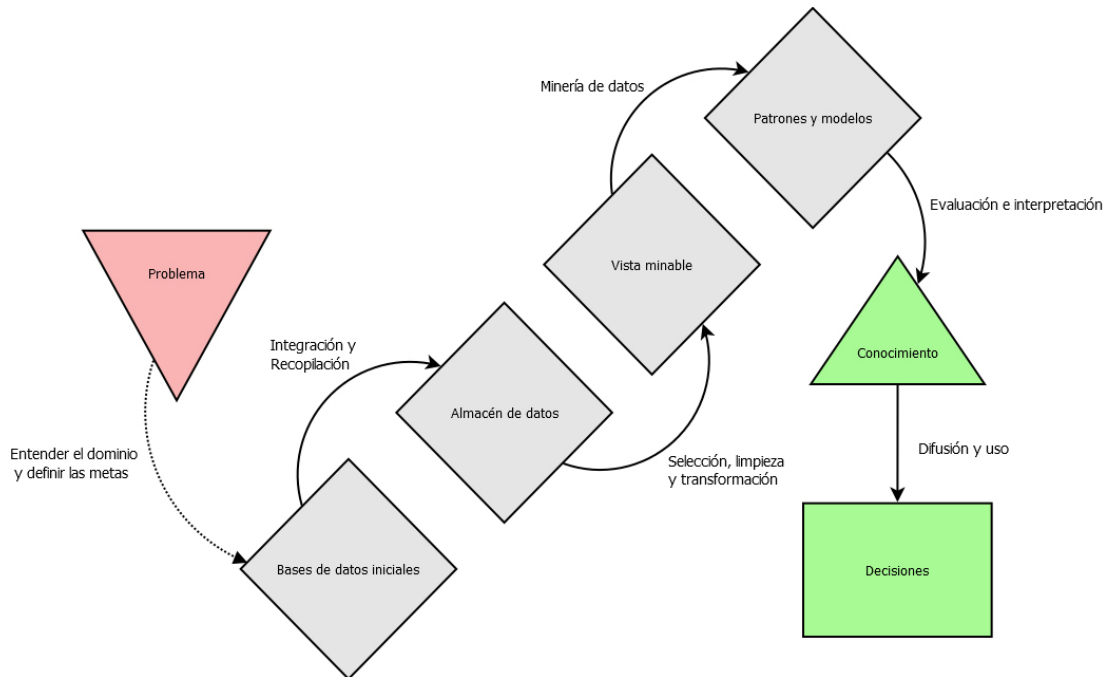 Problema
Entender el dominio
y definir las metas
Bases de datos iniciales
Integración y
Recopilación
Almacén de datos
Selección, limpieza
y transformación
Vista minable
Minería de datos
Patrones y modelos
Evaluación e interpretación
Conocimiento
Difusión y uso
Decisiones